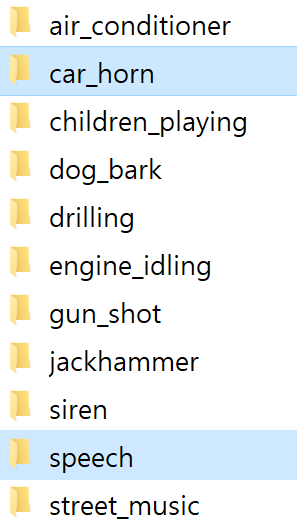 air_conditioner
car_horn
children_playing
dog_bark
drilling
engine_idling
gun_shot
jackhammer
siren
speech
street_music